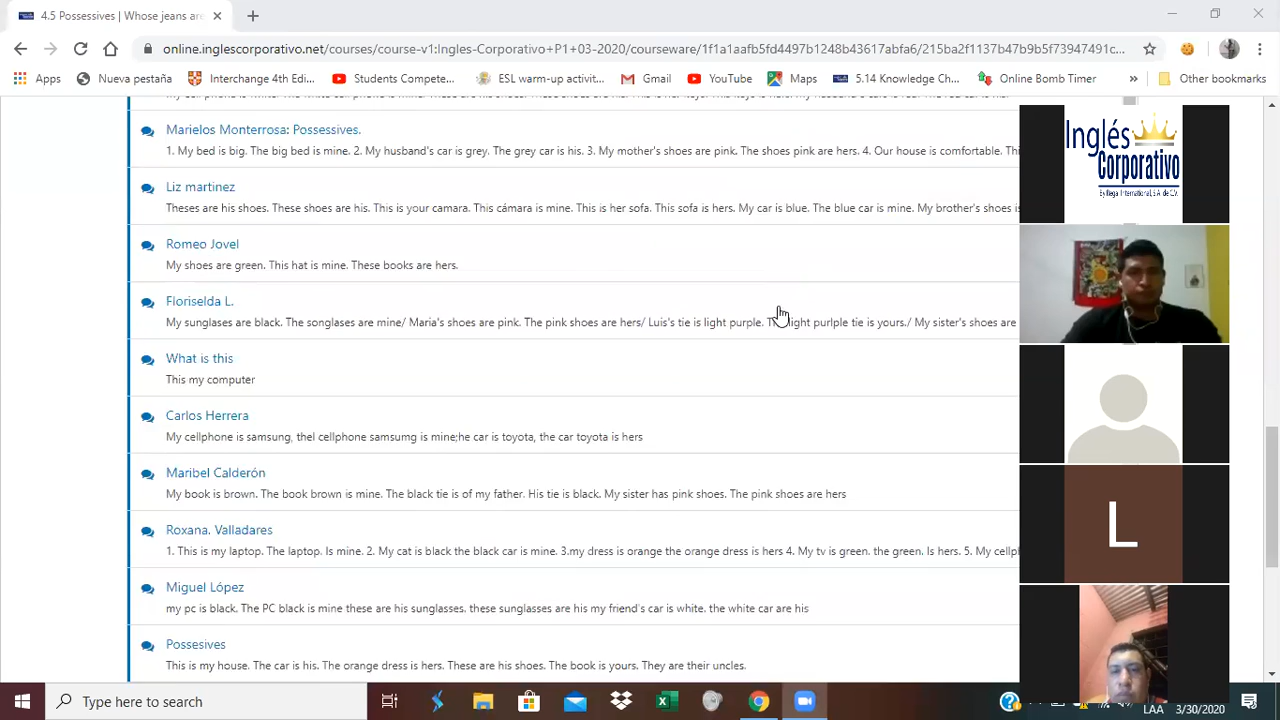 4.5 Possessives | Whose jeans are
online.inglescorporativo.net/courses/course-v1:Ingles-Corporativo+P1+03-2020/courseware/1f1a1aafb5fd4497b1248b43617abfa6/215ba2f1137b47b9b5f73947491c...
Apps Nueva pestaña Interchange 4th Edi... Students Compete... ESL warm-up activit... Gmail YouTube Maps 5.14 Knowledge Ch... Online Bomb Timer » Other bookmarks
Marielos Monterrosa: Possessives.
1. My bed is big. The big bed is mine. 2. My husbsd's car is grey. The grey car is his. 3. My mother's shoes are pink. The shoes pink are hers. 4. Our house is comfortable. Thi
Liz martinez
Theses are his shoes. These shoes are his. This is your camara. This cámara is mine. This is her sofa. This sofa is hers. My car is blue. The blue car is mine. My brother's shoes is
Romeo Jovel
My shoes are green. This hat is mine. These books are hers.
Floriselda L.
My sunglases are black. The songlases are mine/ Maria's shoes are pink. The pink shoes are hers/ Luis's tie is light purple. light purlple tie is yours./ My sister's shoes are
What is this
This my computer
Carlos Herrera
My cellphone is samsung, thel cellphone samsumg is mine;he car is toyota, the car toyota is hers
Maribel Calderón
My book is brown. The book brown is mine. The black tie is of my father. His tie is black. My sister has pink shoes. The pink shoes are hers
Roxana. Valladares
1. This is my laptop. The laptop. Is mine. 2. My cat is black the black car is mine. 3.my dress is orange the orange dress is hers 4. My tv is green. the green. Is hers. 5. My cellph
Miguel López
my pc is black. The PC black is mine these are his sunglasses. these sunglasses are his my friend's car is white. the white car are his
Possesives
This is my house. The car is his. The orange dress is hers. These are his shoes. The book is yours. They are their uncles.
Inglés
Corporativo
L
Type here to search
LAA 3/30/2020